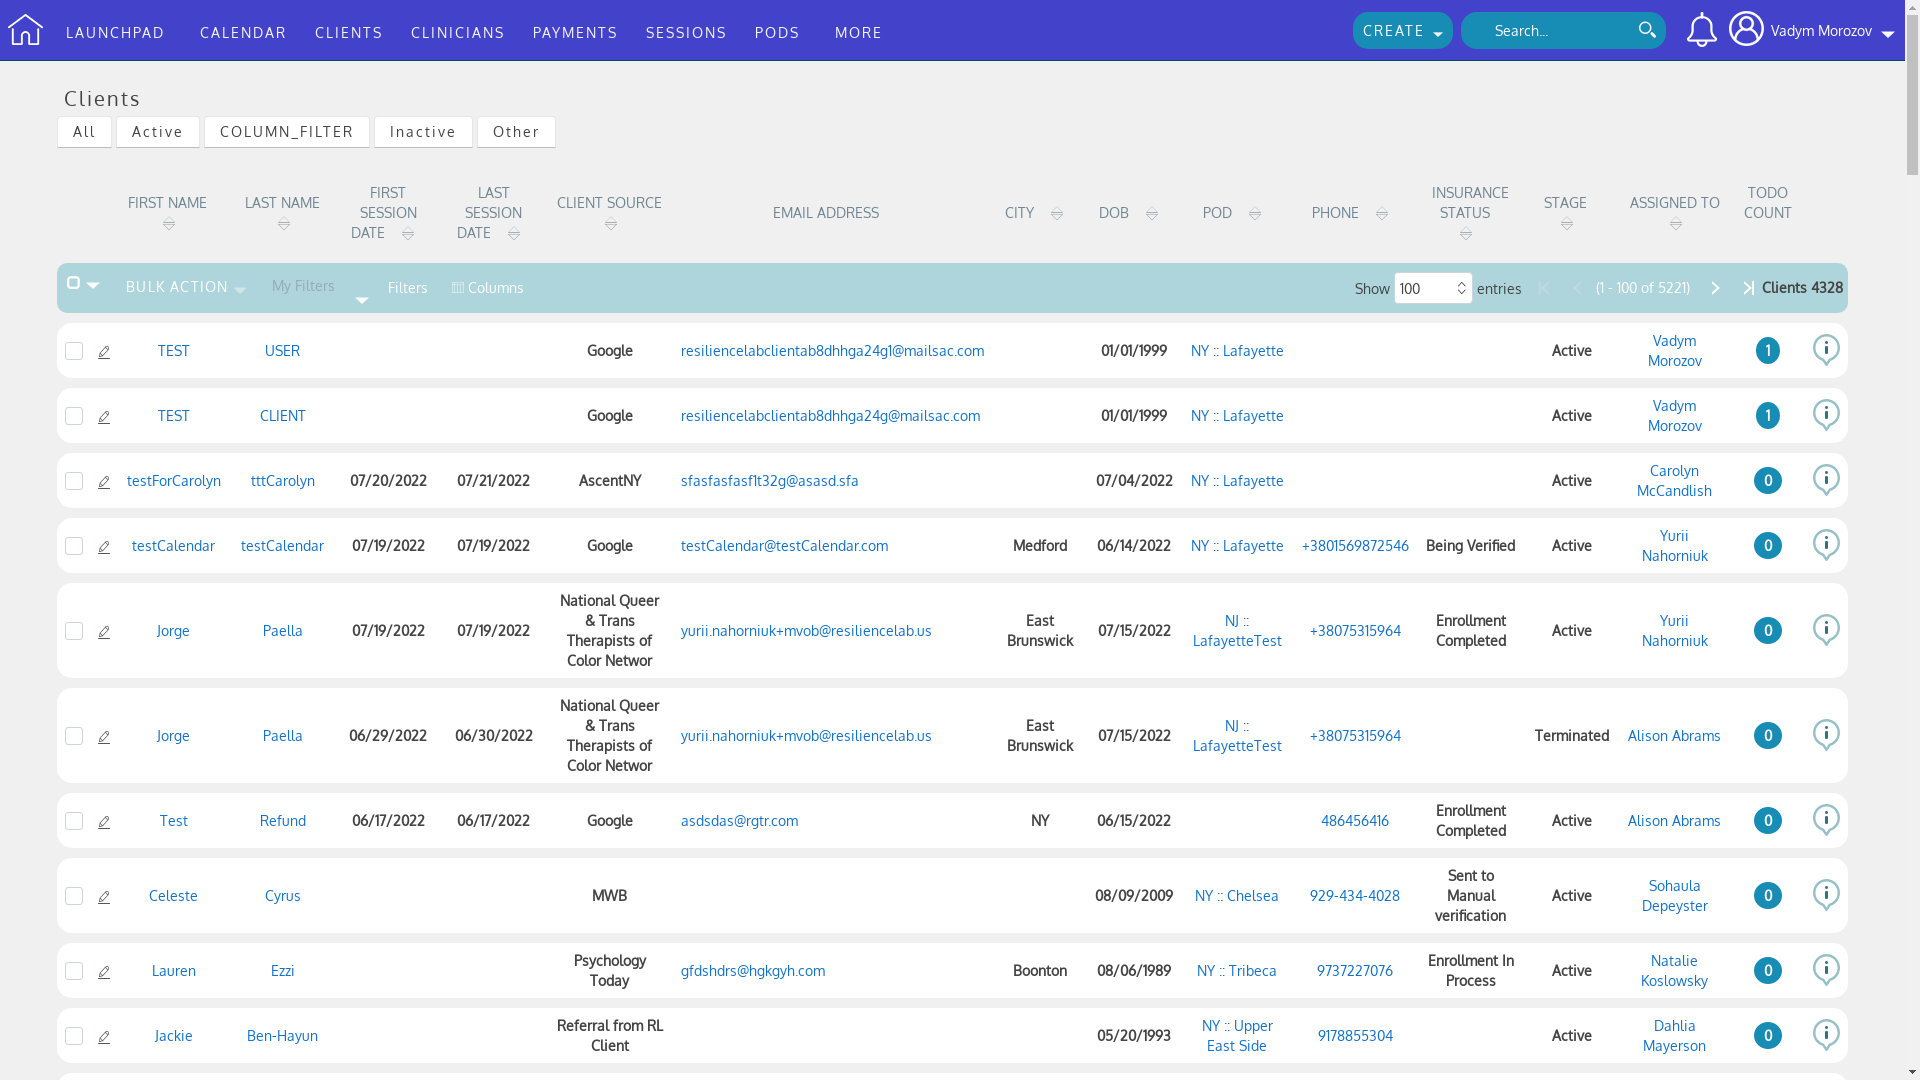 LAUNCHPAD CALENDAR CLIENTS CLINICIANS PAYMENTS SESSIONS PODS MORE CREATE Search... Vadym Morozov
Clients
All Active COLUMN_FILTER Inactive Other
FIRST NAME LAST NAME FIRST SESSION DATE LAST SESSION DATE CLIENT SOURCE EMAIL ADDRESS CITY DOB POD PHONE INSURANCE STATUS STAGE ASSIGNED TO TODO COUNT
BULK ACTION My Filters Filters Columns Show 100 entries (1 - 100 of 5221) Clients 4328
TEST USER Google resiliencelabclientab8dhhga24g1@mailsac.com 01/01/1999 NY :: Lafayette Active Vadym Morozov 1
TEST CLIENT Google resiliencelabclientab8dhhga24g@mailsac.com 01/01/1999 NY :: Lafayette Active Vadym Morozov 1
testForCarolyn tttCarolyn 07/20/2022 07/21/2022 AscentNY sfasfasfasf1t32g@asasd.sfa 07/04/2022 NY :: Lafayette Active Carolyn McCandlish 0
testCalendar testCalendar 07/19/2022 07/19/2022 Google testCalendar@testCalendar.com Medford 06/14/2022 NY :: Lafayette +3801569872546 Being Verified Active Yurii Nahorniuk 0
Jorge Paella 07/19/2022 07/19/2022 National Queer & Trans Therapists of Color Networ yurii.nahorniuk+mvob@resiliencelab.us East Brunswick 07/15/2022 NJ :: LafayetteTest +38075315964 Enrollment Completed Active Yurii Nahorniuk 0
Jorge Paella 06/29/2022 06/30/2022 National Queer & Trans Therapists of Color Networ yurii.nahorniuk+mvob@resiliencelab.us East Brunswick 07/15/2022 NJ :: LafayetteTest +38075315964 Terminated Alison Abrams 0
Test Refund 06/17/2022 06/17/2022 Google asdsdas@rgtr.com NY 06/15/2022 486456416 Enrollment Completed Active Alison Abrams 0
Celeste Cyrus MWB 08/09/2009 NY :: Chelsea 929-434-4028 Sent to Manual verification Active Sohaula Depeyster 0
Lauren Ezzi Psychology Today gfdshdrs@hgkgyh.com Boonton 08/06/1989 NY :: Tribeca 9737227076 Enrollment In Process Active Natalie Koslowsky 0
Jackie Ben-Hayun Referral from RL Client 05/20/1993 NY :: Upper East Side 9178855304 Active Dahlia Mayerson 0